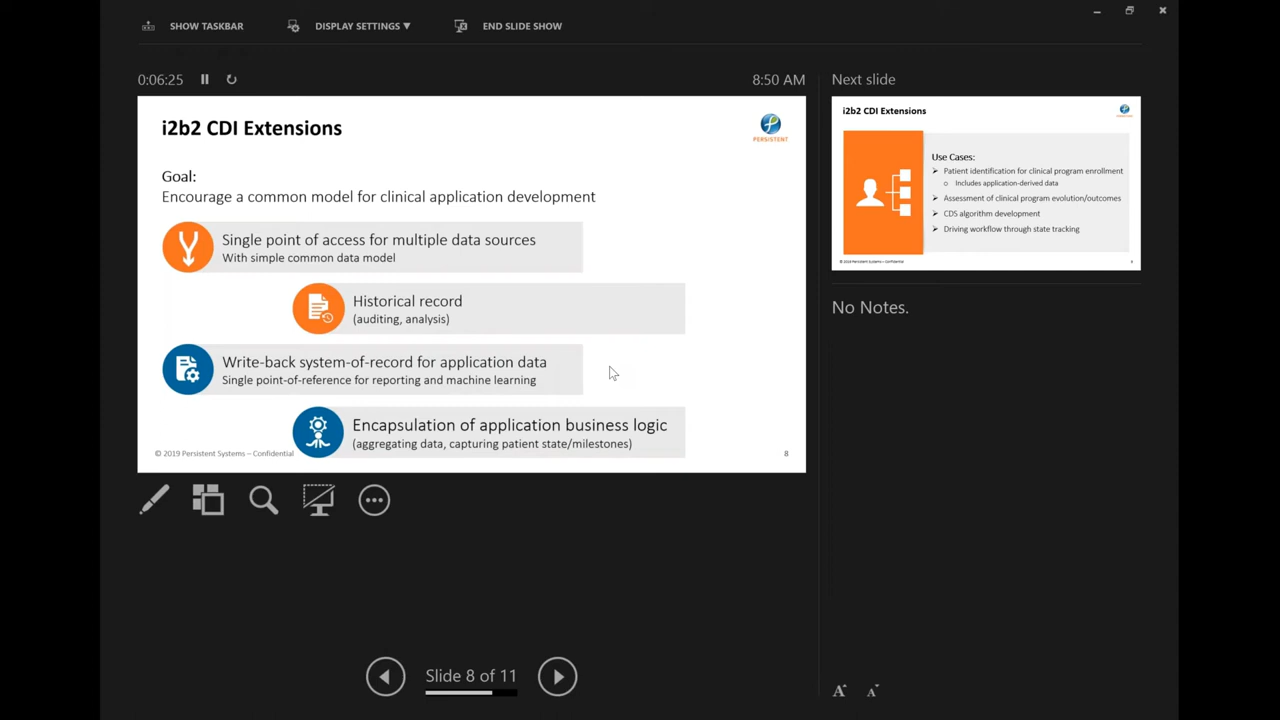 SHOW TASKBAR
DISPLAY SETTINGS ▼
END SLIDE SHOW
0:06:25
8:50 AM
i2b2 CDI Extensions
PERSISTENT
Goal:
Encourage a common model for clinical application development
Single point of access for multiple data sources
With simple common data model
Historical record
(auditing, analysis)
Write-back system-of-record for application data
Single point-of-reference for reporting and machine learning
Encapsulation of application business logic
(aggregating data, capturing patient state/milestones)
© 2019 Persistent Systems – Confidential
8
Slide 8 of 11
Next slide
i2b2 CDI Extensions
Use Cases:
➢ Patient identification for clinical program enrollment
o Includes application-derived data
➢ Assessment of clinical program evolution/outcomes
➢ CDS algorithm development
➢ Driving workflow through state tracking
© 2019 Persistent Systems – Confidential
No Notes.
A A